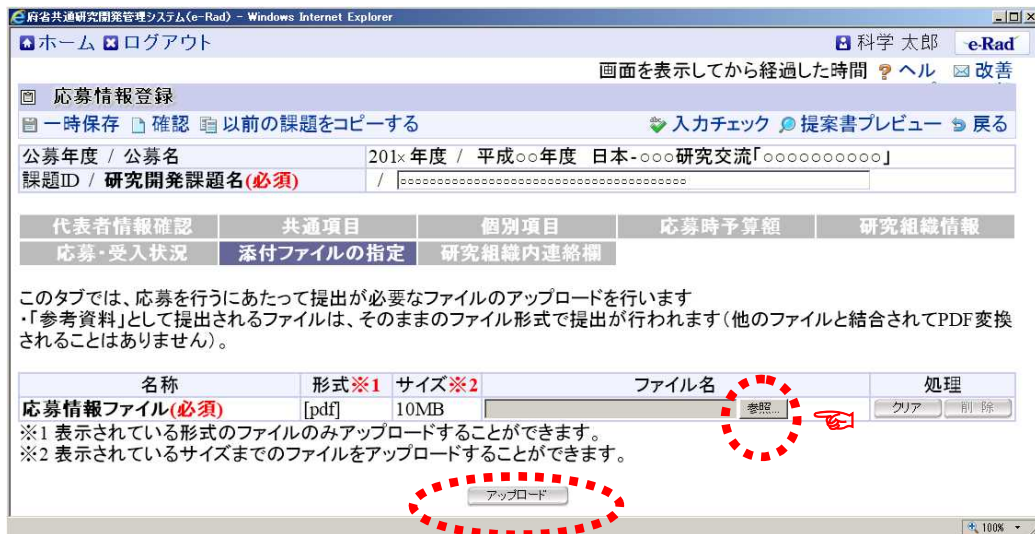 府省共通研究開発管理システム(e-Rad) - Windows Internet Explorer
ホーム ログアウト 科学 太郎 e-Rad
画面を表示してから経過した時間 ヘル 改善
応募情報登録
一時保存 確認 以前の課題をコピーする 入力チェック 提案書プレビュー 戻る
公募年度 / 公募名 201×年度 / 平成○○年度 日本-○○○研究交流「○○○○○○○○○○」
課題ID / 研究開発課題名(必須) /
代表者情報確認 共通項目 個別項目 応募時予算額 研究組織情報
応募・受入状況 添付ファイルの指定 研究組織内連絡欄
このタブでは、応募を行うにあたって提出が必要なファイルのアップロードを行います
・「参考資料」として提出されるファイルは、そのままのファイル形式で提出が行われます(他のファイルと結合されてPDF変換
されることはありません)。
名称 形式※1 サイズ※2 ファイル名 処理
応募情報ファイル(必須) [pdf] 10MB 参照... クリア 削除
※1 表示されている形式のファイルのみアップロードすることができます。
※2 表示されているサイズまでのファイルをアップロードすることができます。
アップロード
100%